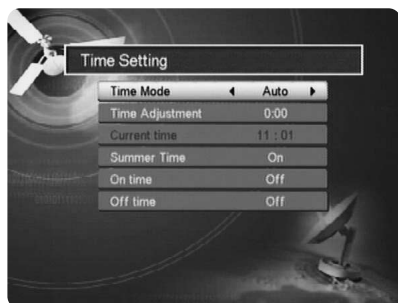 Time Setting
Time Mode Auto
Time Adjustment 0:00
Current time 11 : 01
Summer Time On
On time Off
Off time Off